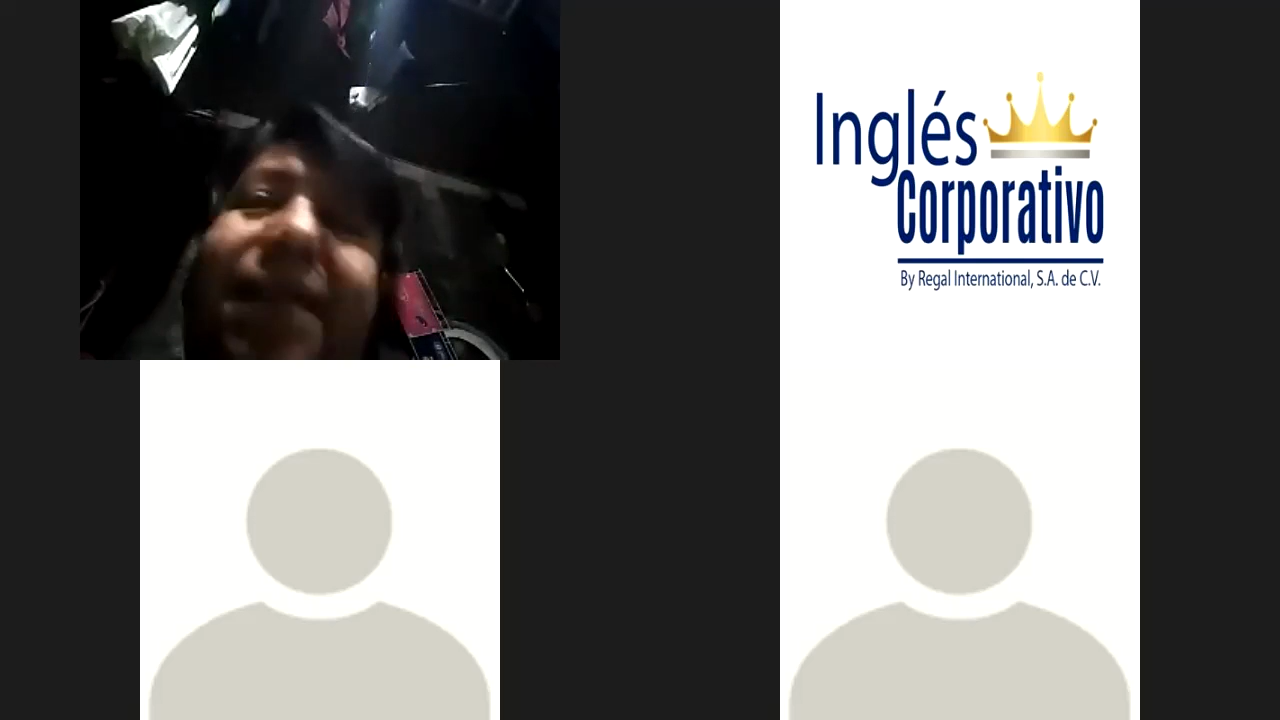 Inglés
Corporativo
By Regal International, S.A. de C.V.